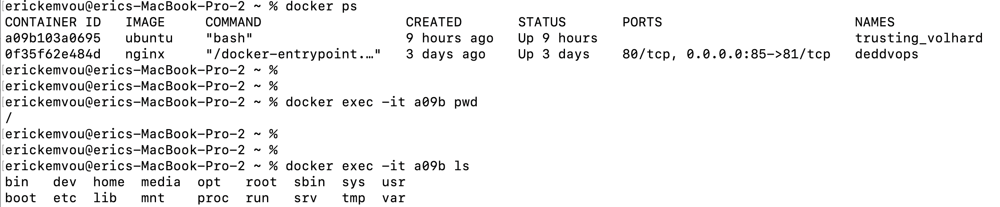 erickemvou@erics-MacBook-Pro-2 ~ % docker ps
CONTAINER ID   IMAGE     COMMAND                  CREATED       STATUS       PORTS                        NAMES
a09b103a0695   ubuntu    "bash"                   9 hours ago   Up 9 hours                                trusting_volhard
0f35f62e484d   nginx     "/docker-entrypoint.…"   3 days ago    Up 3 days    80/tcp, 0.0.0.0:85->81/tcp   deddvops
erickemvou@erics-MacBook-Pro-2 ~ %
erickemvou@erics-MacBook-Pro-2 ~ %
erickemvou@erics-MacBook-Pro-2 ~ % docker exec -it a09b pwd
/
erickemvou@erics-MacBook-Pro-2 ~ %
erickemvou@erics-MacBook-Pro-2 ~ %
erickemvou@erics-MacBook-Pro-2 ~ % docker exec -it a09b ls
bin   dev  home  media  opt   root  sbin  sys  usr
boot  etc  lib   mnt    proc  run   srv   tmp  var